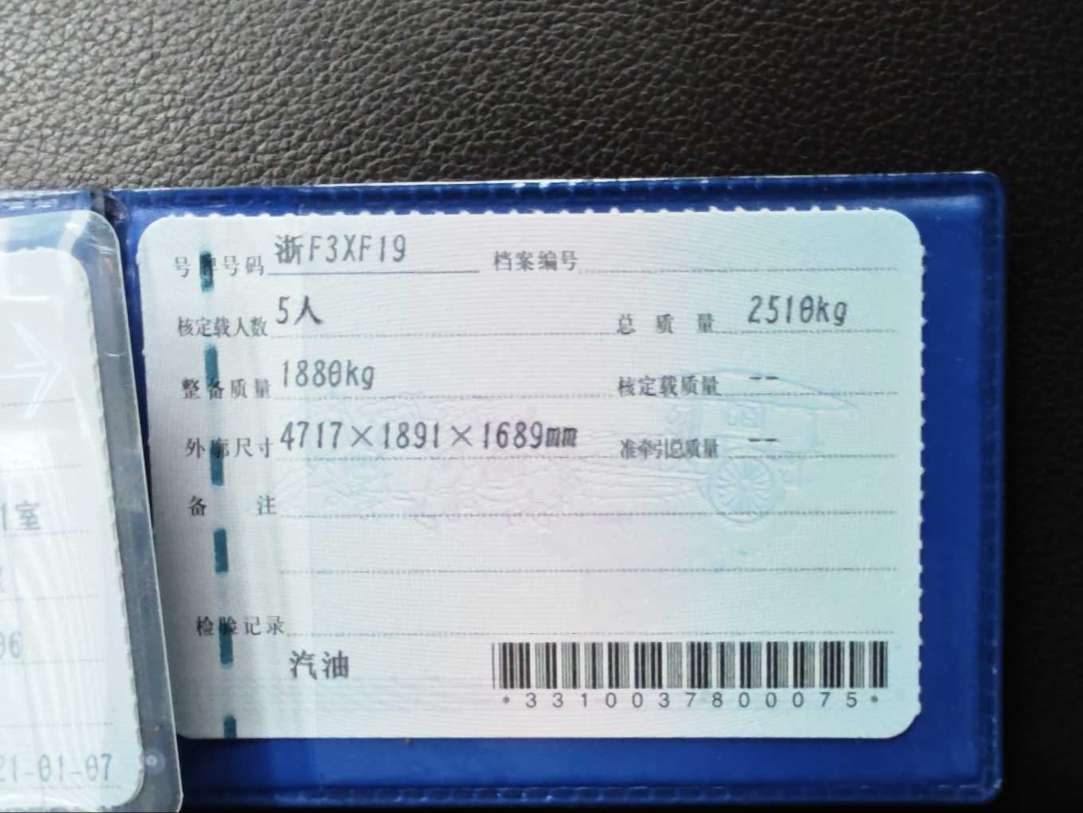 号牌号码 浙F3XF19 档案编号
核定载人数 5人 总质量 2510kg
整备质量 1880kg 核定载质量 --
外廓尺寸 4717×1891×1689mm 准牵引总质量 --
备注
检验记录
汽油
*3310037800075*
室
21-01-07